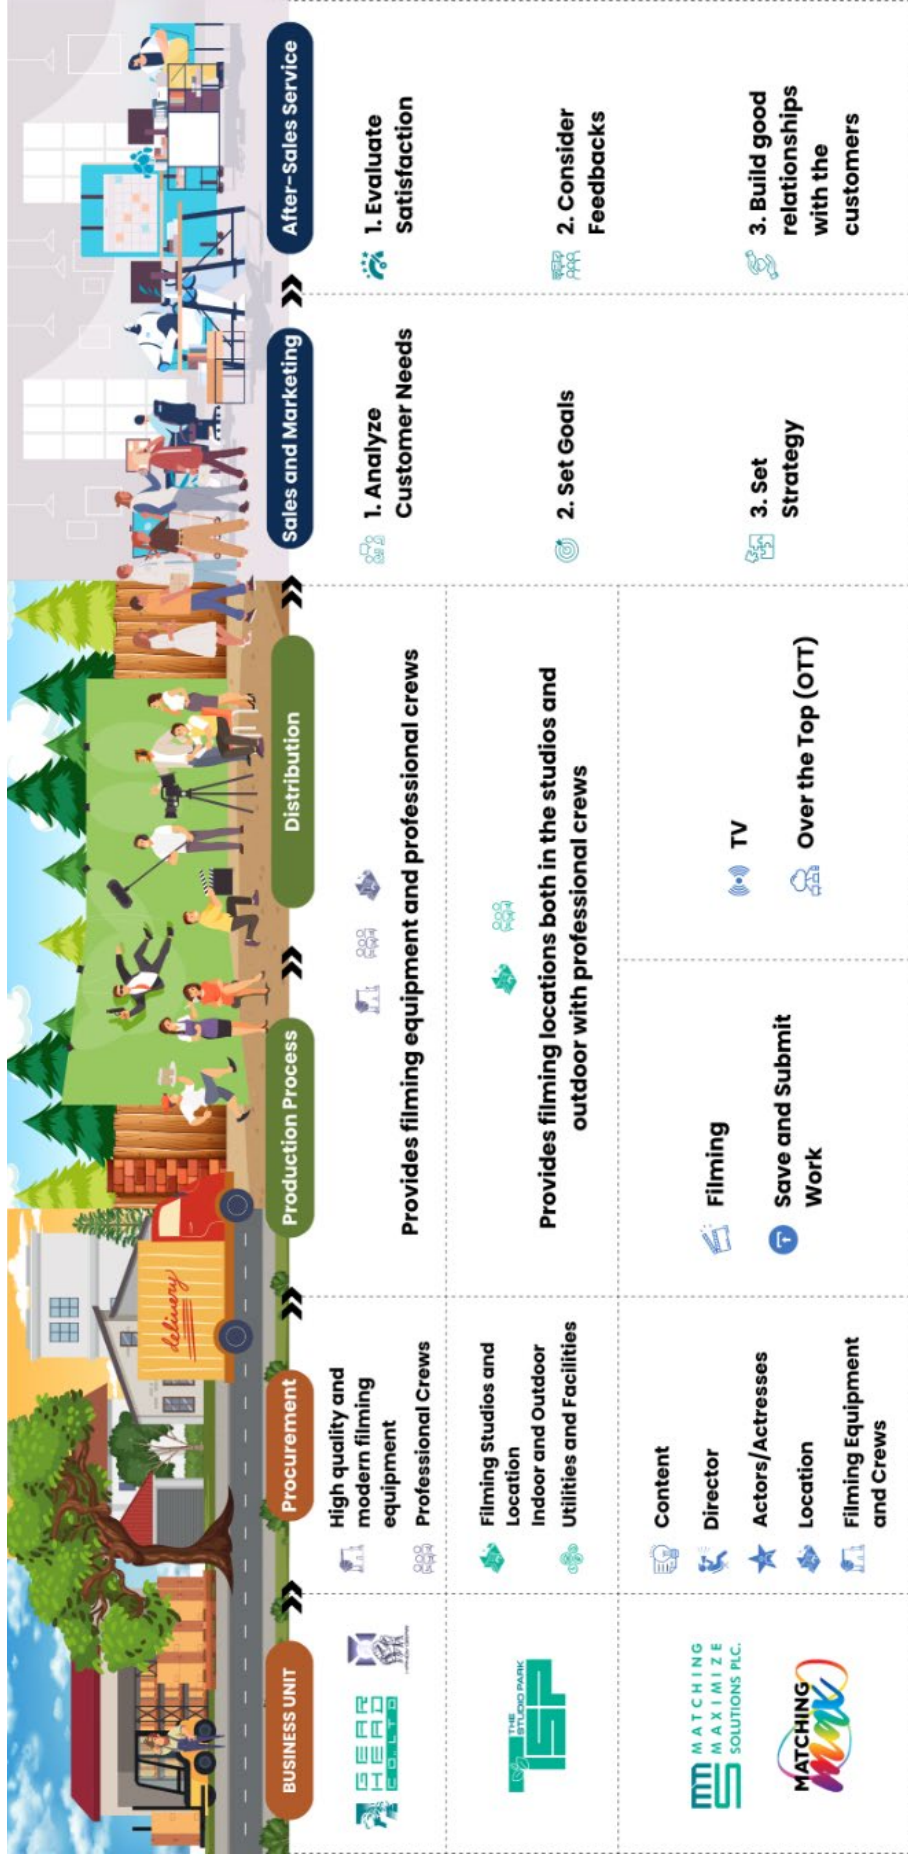 delivery
BUSINESS UNIT
Procurement
Production Process
Distribution
Sales and Marketing
After-Sales Service
GEAR
HEAD
CO.,LTD
High quality and
modern filming
equipment
Professional Crews
Provides filming equipment and professional crews
THE
STUDIO PARK
TSP
Filming Studios and
Location
Indoor and Outdoor
Utilities and Facilities
Provides filming locations both in the studios and
outdoor with professional crews
MATCHING
MAXIMIZE
SOLUTIONS PLC.
MATCHING
max
Content
Director
Actors/Actresses
Location
Filming Equipment
and Crews
Filming
Save and Submit
Work
TV
Over the Top (OTT)
1. Analyze
Customer Needs
2. Set Goals
3. Set
Strategy
1. Evaluate
Satisfaction
2. Consider
Feedbacks
3. Build good
relationships
with the
customers